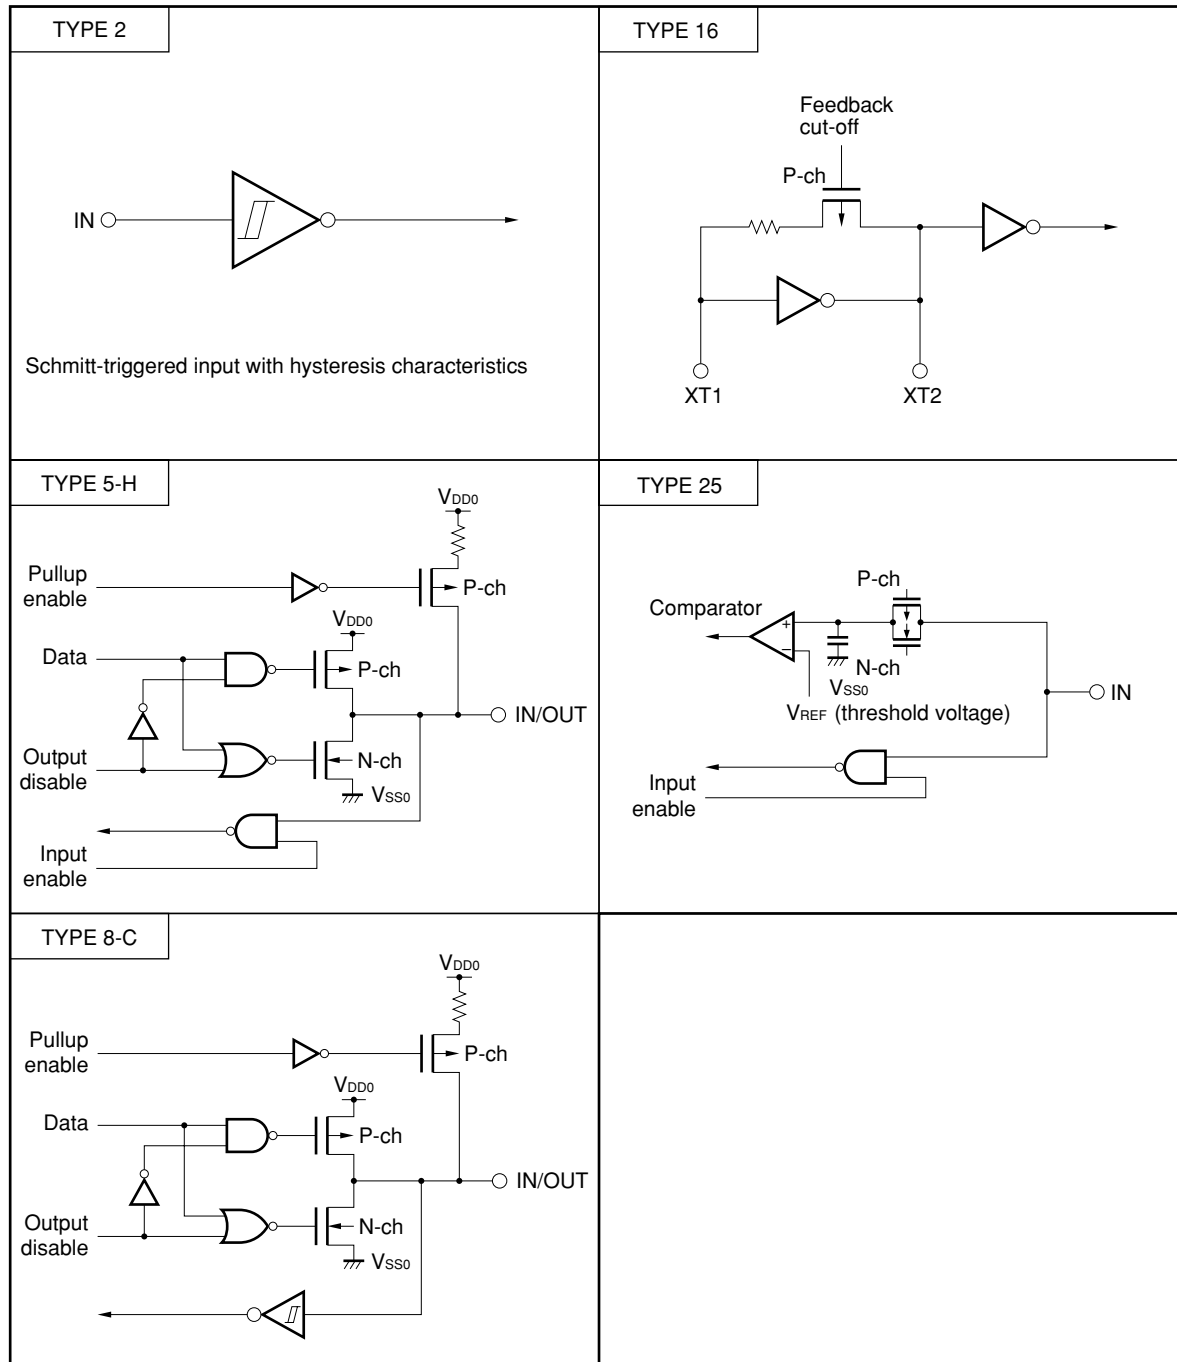 TYPE 2
IN
Schmitt-triggered input with hysteresis characteristics
TYPE 16
Feedback
cut-off
P-ch
XT1
XT2
TYPE 5-H
VDD0
Pullup
enable
P-ch
VDD0
Data
P-ch
IN/OUT
Output
disable
N-ch
VSS0
Input
enable
TYPE 25
P-ch
Comparator
+
−
N-ch
VSS0
IN
VREF (threshold voltage)
Input
enable
TYPE 8-C
VDD0
Pullup
enable
P-ch
VDD0
Data
P-ch
IN/OUT
Output
disable
N-ch
VSS0